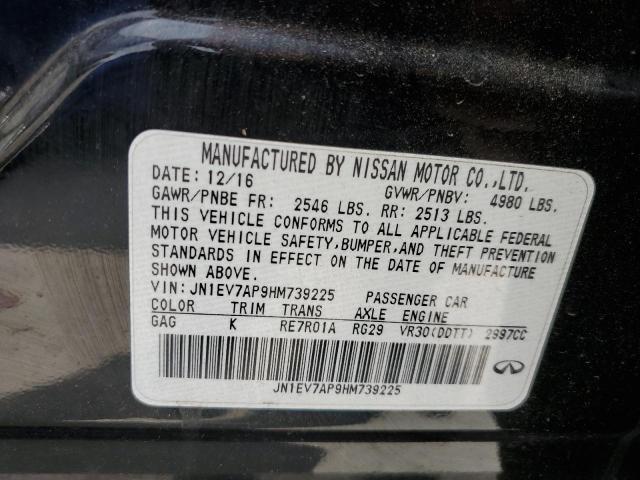 MANUFACTURED BY NISSAN MOTOR CO.,LTD.
DATE: 12/16 GVWR/PNBV: 4980 LBS.
GAWR/PNBE FR: 2546 LBS. RR: 2513 LBS.
THIS VEHICLE CONFORMS TO ALL APPLICABLE FEDERAL
MOTOR VEHICLE SAFETY,BUMPER,AND THEFT PREVENTION
STANDARDS IN EFFECT ON THE DATE OF MANUFACTURE
SHOWN ABOVE.
VIN: JN1EV7AP9HM739225 PASSENGER CAR
COLOR TRIM TRANS AXLE ENGINE
GAG K RE7R01A RG29 VR30(DDTT) 2997CC
JN1EV7AP9HM739225